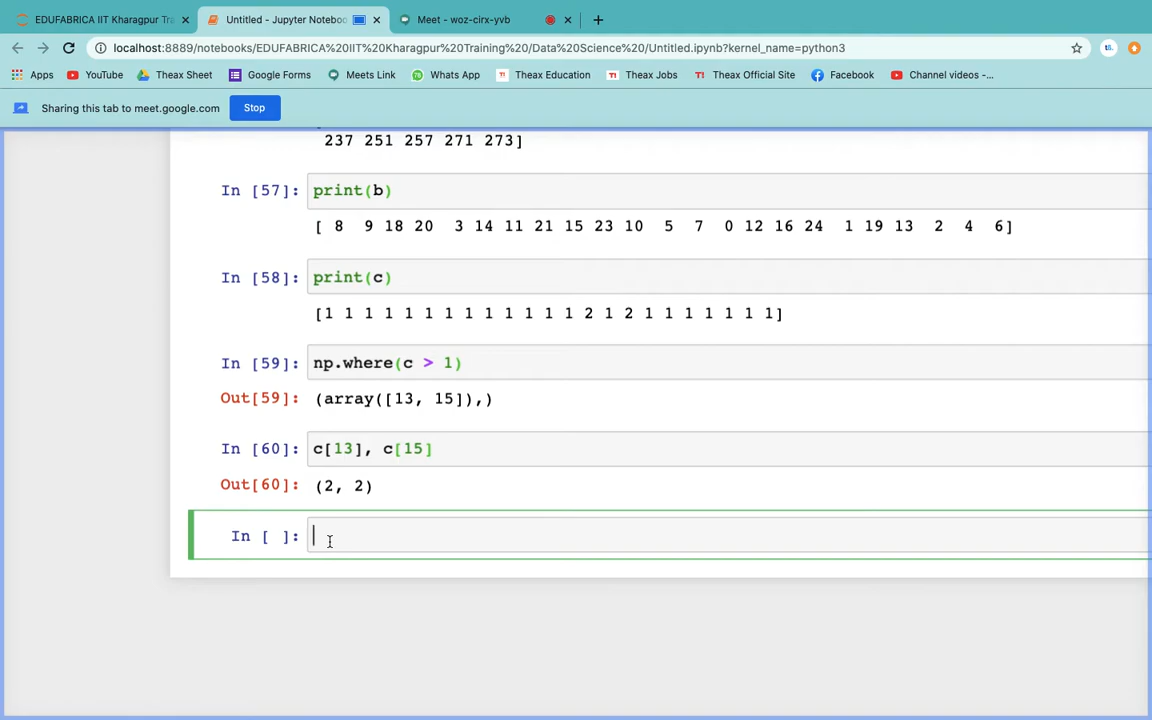 EDUFABRICA IIT Kharagpur Tra
Untitled - Jupyter Noteboo
Meet - woz-cirx-yvb
localhost:8889/notebooks/EDUFABRICA%20IIT%20Kharagpur%20Training%20/Data%20Science%20/Untitled.ipynb?kernel_name=python3
Apps YouTube Theax Sheet Google Forms Meets Link Whats App Theax Education Theax Jobs Theax Official Site Facebook Channel videos -...
Sharing this tab to meet.google.com Stop
237 251 257 271 273]
In [57]: print(b)
[ 8 9 18 20 3 14 11 21 15 23 10 5 7 0 12 16 24 1 19 13 2 4 6]
In [58]: print(c)
[1 1 1 1 1 1 1 1 1 1 1 1 1 2 1 2 1 1 1 1 1 1 1]
In [59]: np.where(c > 1)
Out[59]: (array([13, 15]),)
In [60]: c[13], c[15]
Out[60]: (2, 2)
In [ ]: